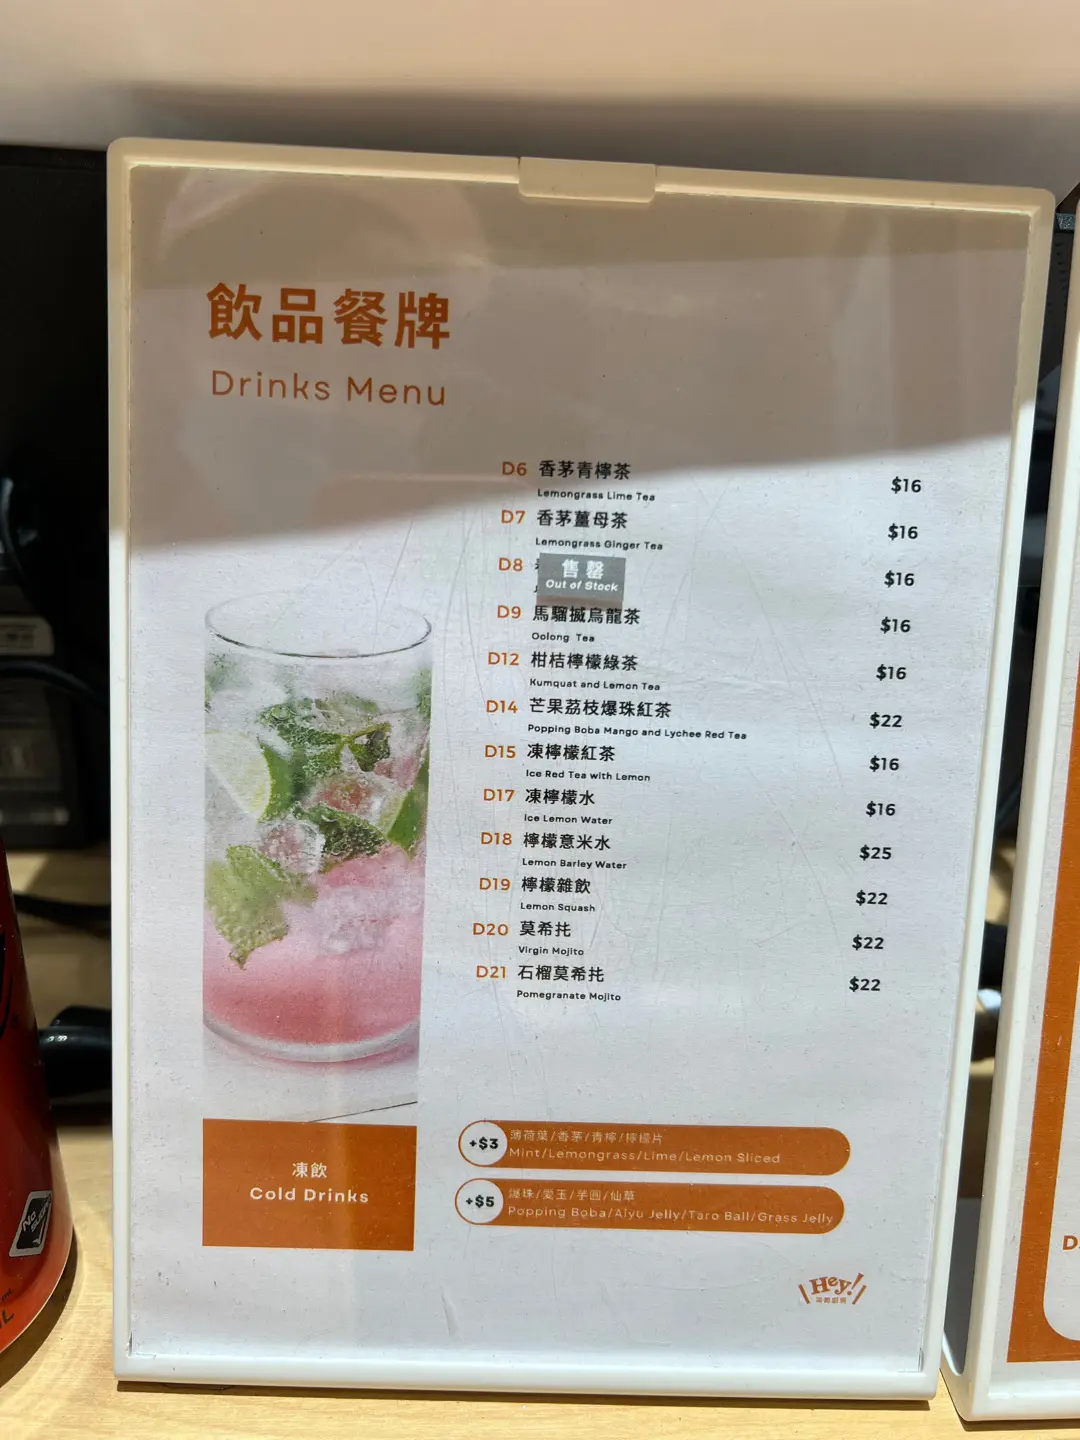 飲品餐牌
Drinks Menu
D6 香茅青檸茶 $16
Lemongrass Lime Tea
D7 香茅薑母茶 $16
Lemongrass Ginger Tea
D8 售罄 $16
Out of Stock
D9 馬騮搣烏龍茶 $16
Oolong Tea
D12 柑桔檸檬綠茶 $16
Kumquat and Lemon Tea
D14 芒果荔枝爆珠紅茶 $22
Popping Boba Mango and Lychee Red Tea
D15 凍檸檬紅茶 $16
Ice Red Tea with Lemon
D17 凍檸檬水 $16
Ice Lemon Water
D18 檸檬意米水 $25
Lemon Barley Water
D19 檸檬雜飲 $22
Lemon Squash
D20 莫希托 $22
Virgin Mojito
D21 石榴莫希托 $22
Pomegranate Mojito
凍飲
Cold Drinks
+$3 薄荷葉/香茅/青檸/檸檬片
Mint/Lemongrass/Lime/Lemon Sliced
+$5 爆珠/愛玉/芋圓/仙草
Popping Boba/Aiyu Jelly/Taro Ball/Grass Jelly
Hey!
No